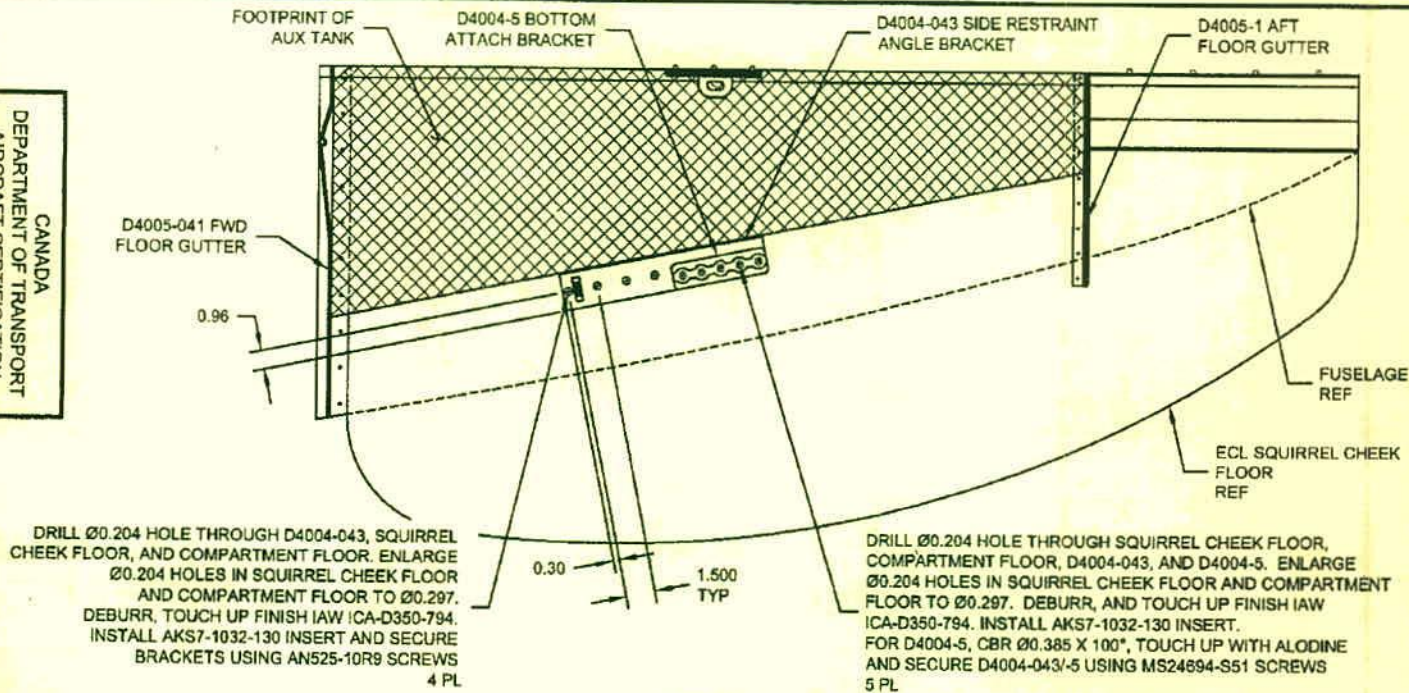 FOOTPRINT OF
AUX TANK
D4004-5 BOTTOM
ATTACH BRACKET
D4004-043 SIDE RESTRAINT
ANGLE BRACKET
D4005-1 AFT
FLOOR GUTTER
CANADA
DEPARTMENT OF TRANSPORT
D4005-041 FWD
FLOOR GUTTER
0.96
FUSELAGE
REF
ECL SQUIRREL CHEEK
FLOOR
REF
0.30
1.500
TYP
DRILL Ø0.204 HOLE THROUGH D4004-043, SQUIRREL
CHEEK FLOOR, AND COMPARTMENT FLOOR. ENLARGE
Ø0.204 HOLES IN SQUIRREL CHEEK FLOOR
AND COMPARTMENT FLOOR TO Ø0.297.
DEBURR, TOUCH UP FINISH IAW ICA-D350-794.
INSTALL AKS7-1032-130 INSERT AND SECURE
BRACKETS USING AN525-10R9 SCREWS
4 PL
DRILL Ø0.204 HOLE THROUGH SQUIRREL CHEEK FLOOR,
COMPARTMENT FLOOR, D4004-043, AND D4004-5. ENLARGE
Ø0.204 HOLES IN SQUIRREL CHEEK FLOOR AND COMPARTMENT
FLOOR TO Ø0.297. DEBURR, AND TOUCH UP FINISH IAW
ICA-D350-794. INSTALL AKS7-1032-130 INSERT.
FOR D4004-5, CBR Ø0.385 X 100°, TOUCH UP WITH ALODINE
AND SECURE D4004-043/-5 USING MS24694-S51 SCREWS
5 PL